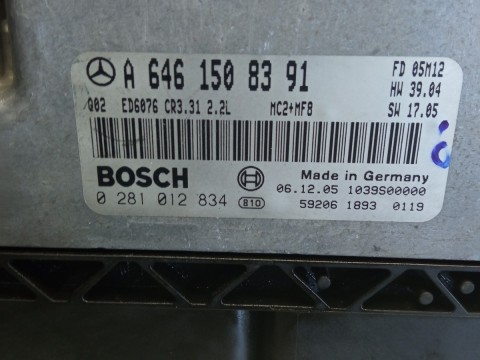 A 646 150 83 91 FD 05M12
HW 39.04
Q02 ED6076 CR3.31 2.2L MC2+MF8 SW 17.05
BOSCH Made in Germany
06.12.05 1039S00000
0 281 012 834 810 59206 1893 0119